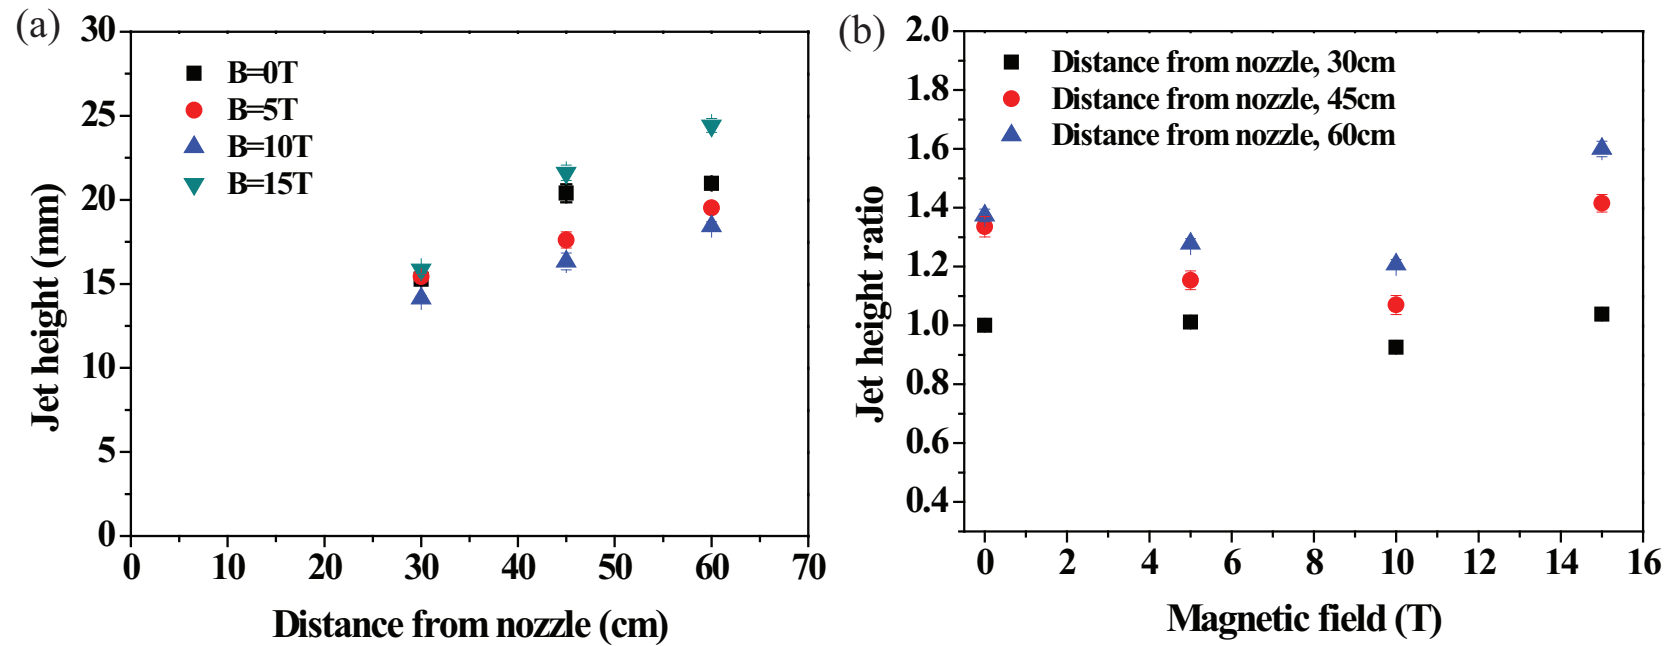 (a)
30
25
20
15
10
5
0
Jet height (mm)
B=0T
B=5T
B=10T
B=15T
0 10 20 30 40 50 60 70
Distance from nozzle (cm)
(b)
2.0
1.8
1.6
1.4
1.2
1.0
0.8
0.6
0.4
Jet height ratio
Distance from nozzle, 30cm
Distance from nozzle, 45cm
Distance from nozzle, 60cm
0 2 4 6 8 10 12 14 16
Magnetic field (T)